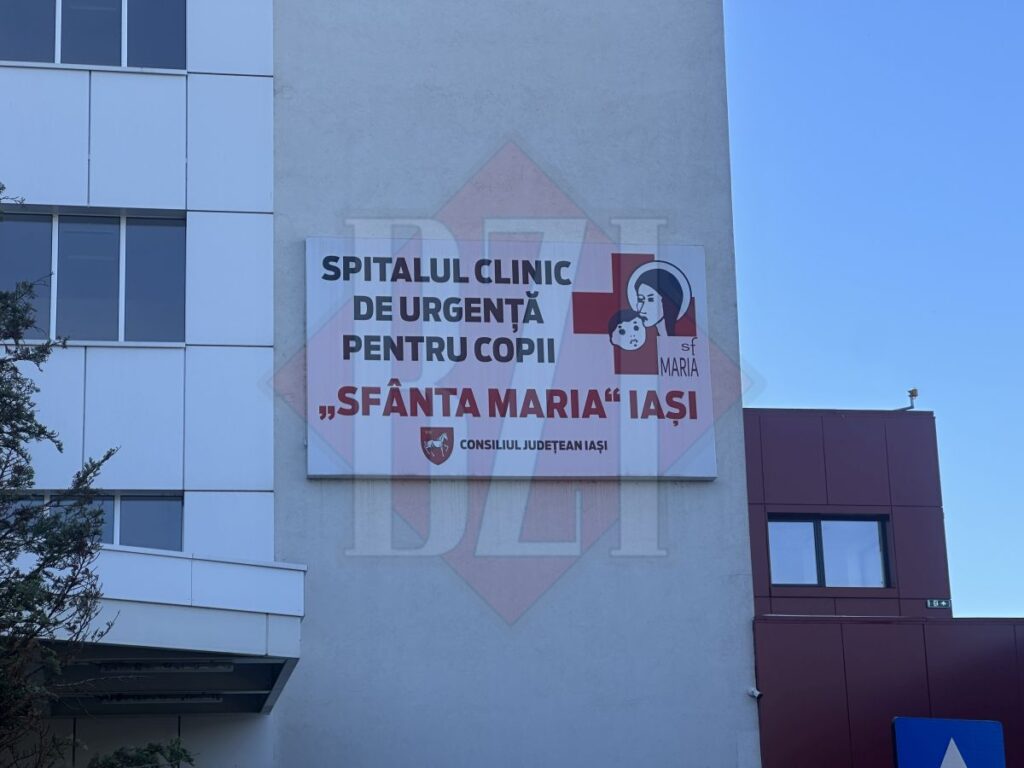 SPITALUL CLINIC
DE URGENȚĂ
PENTRU COPII
„SFÂNTA MARIA“ IAȘI
sf
MARIA
CONSILIUL JUDEȚEAN IAȘI
BZI